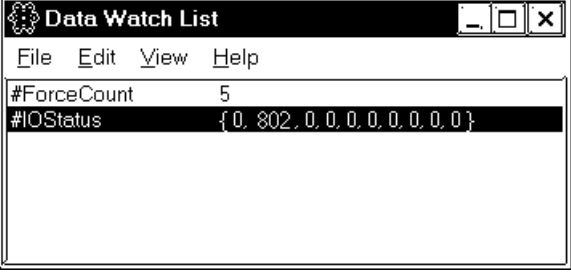 Data Watch List
File Edit View Help
#ForceCount 5
#IOStatus { 0, 802, 0, 0, 0, 0, 0, 0, 0, 0 }